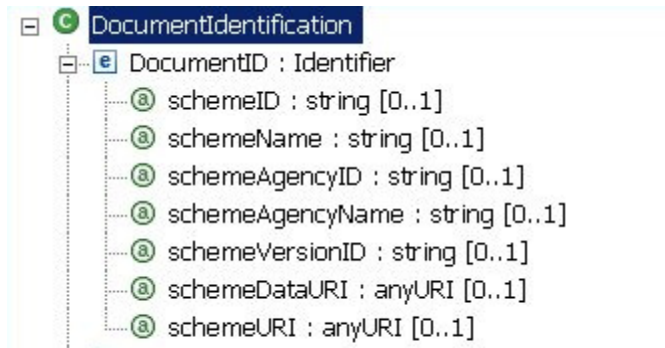 C DocumentIdentification
e DocumentID : Identifier
a schemeID : string [0..1]
a schemeName : string [0..1]
a schemeAgencyID : string [0..1]
a schemeAgencyName : string [0..1]
a schemeVersionID : string [0..1]
a schemeDataURI : anyURI [0..1]
a schemeURI : anyURI [0..1]